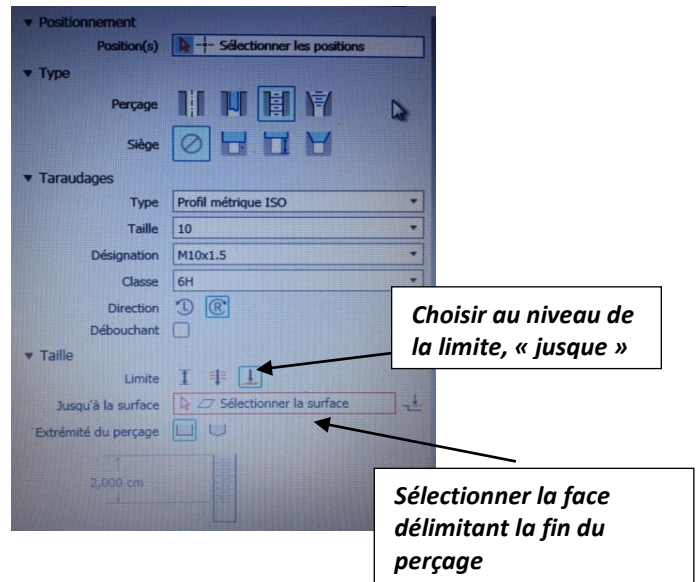 Positionnement
Position(s) Sélectionner les positions
Type
Perçage
Siège
Taraudages
Type Profil métrique ISO
Taille 10
Désignation M10x1.5
Classe 6H
Direction L R
Débouchant
Choisir au niveau de
la limite, « jusque »
Taille
Limite
Jusqu'à la surface Sélectionner la surface
Extrémité du perçage
2,000 cm
Sélectionner la face
délimitant la fin du
perçage